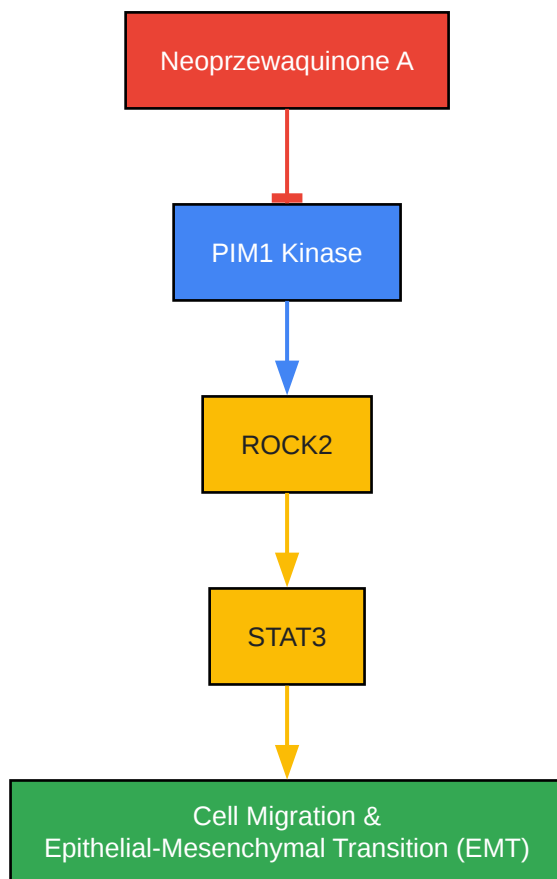 Neoprzewaquinone A
PIM1 Kinase
ROCK2
STAT3
Cell Migration &
Epithelial-Mesenchymal Transition (EMT)